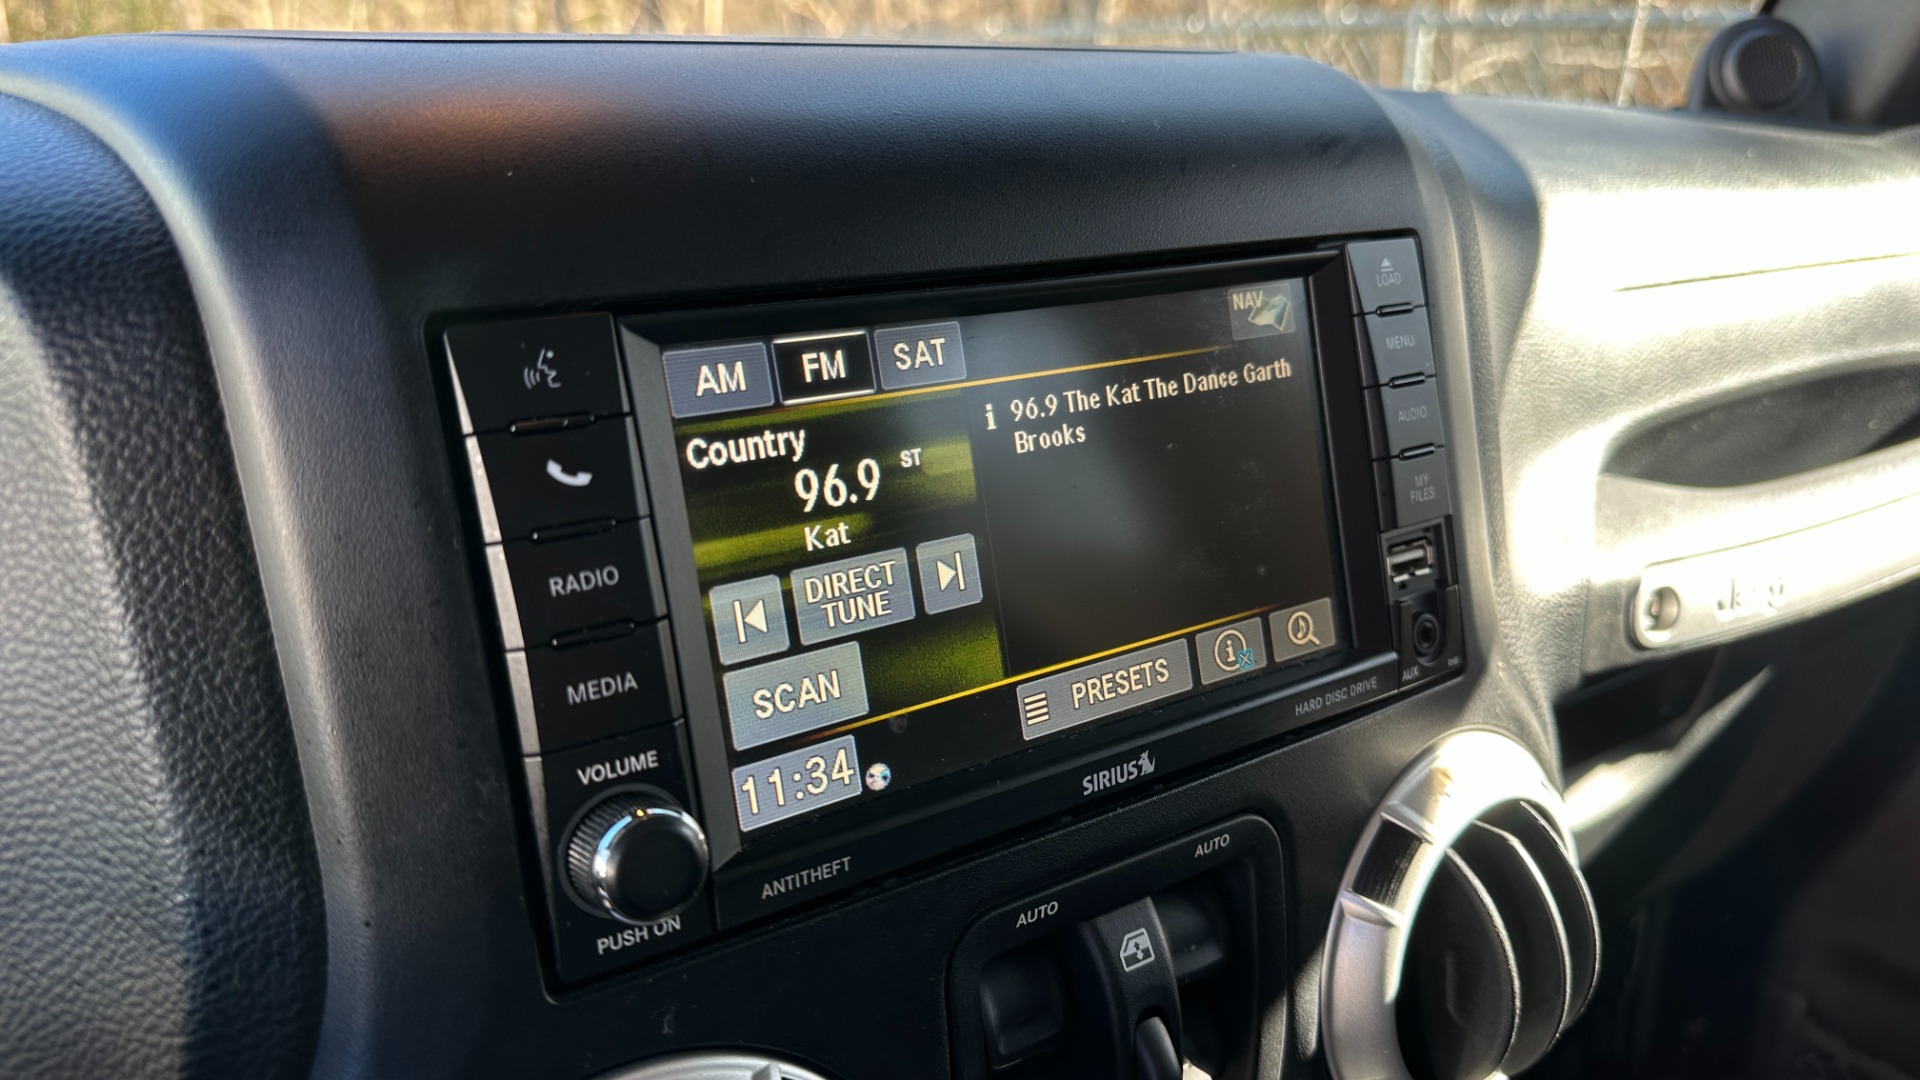 LOAD
MENU
AUDIO
MY
FILES
AUX
RADIO
MEDIA
VOLUME
PUSH ON
AM FM SAT
NAV
Country
96.9 ST
Kat
DIRECT
TUNE
SCAN
11:34
i 96.9 The Kat The Dance Garth
Brooks
PRESETS
HARD DISC DRIVE
SIRIUS
ANTITHEFT
AUTO
AUTO
Jeep